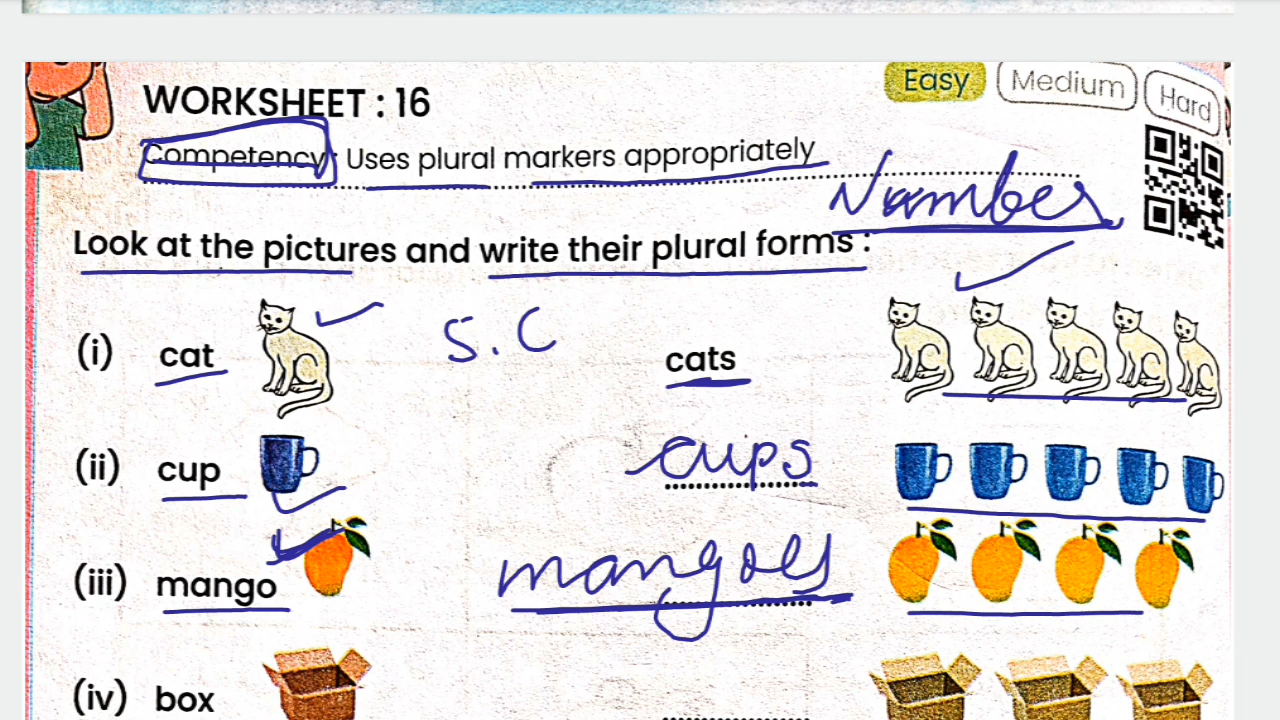 Easy Medium Hard
WORKSHEET : 16
Competency : Uses plural markers appropriately
Number
Look at the pictures and write their plural forms :
(i) cat S.C cats
(ii) cup cups
(iii) mango mangoes
(iv) box